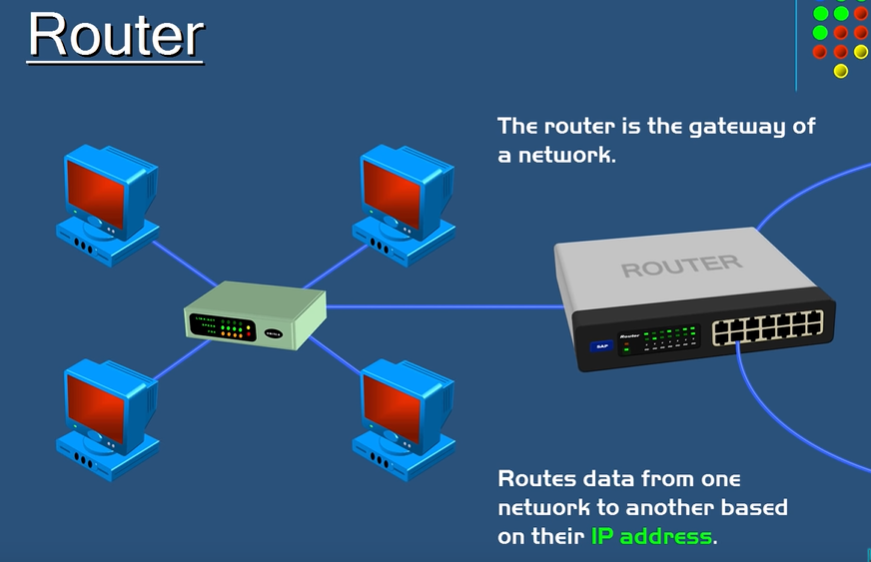 Router
The router is the gateway of
a network.
ROUTER
Router
Routes data from one
network to another based
on their IP address.